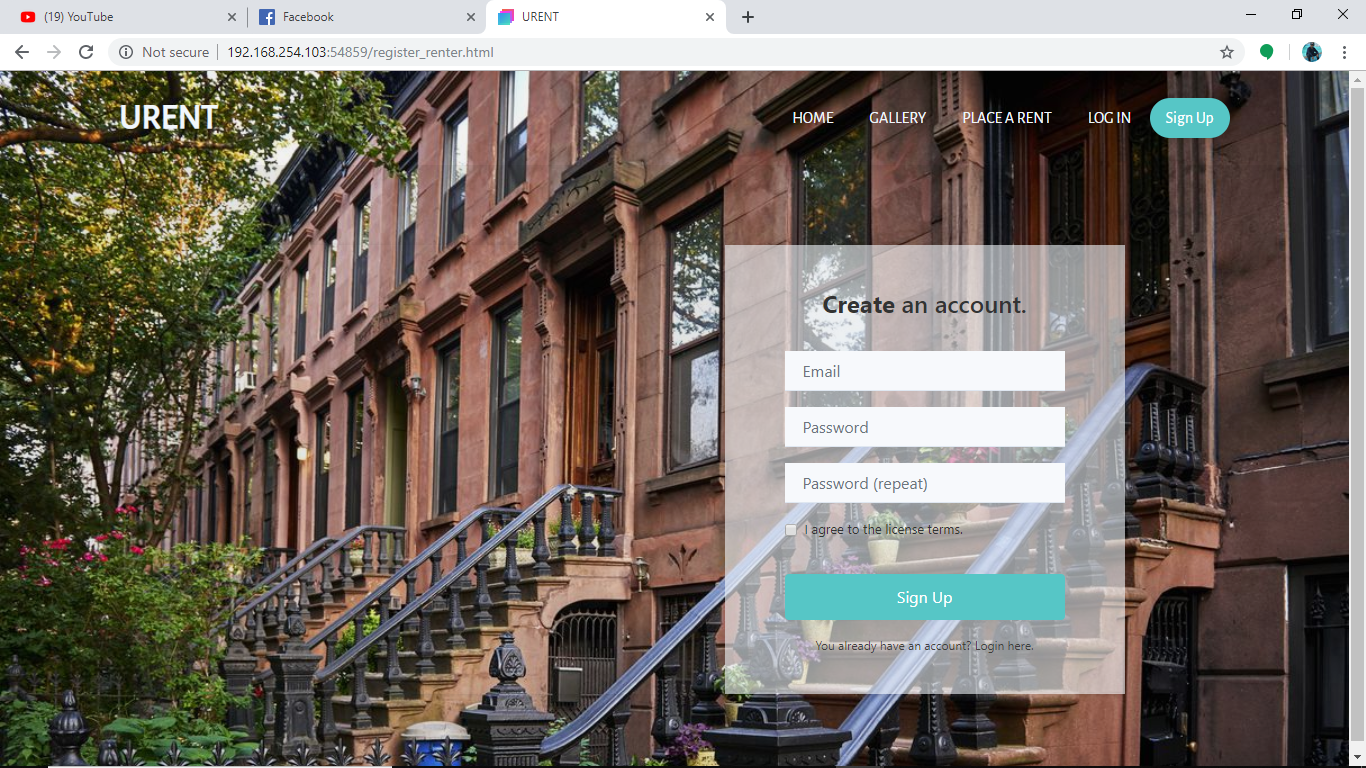 (19) YouTube
Facebook
URENT
Not secure
192.168.254.103:54859/register_renter.html
URENT
HOME
GALLERY
PLACE A RENT
LOG IN
Sign Up
Create an account.
Email
Password
Password (repeat)
I agree to the license terms.
Sign Up
You already have an account? Login here.